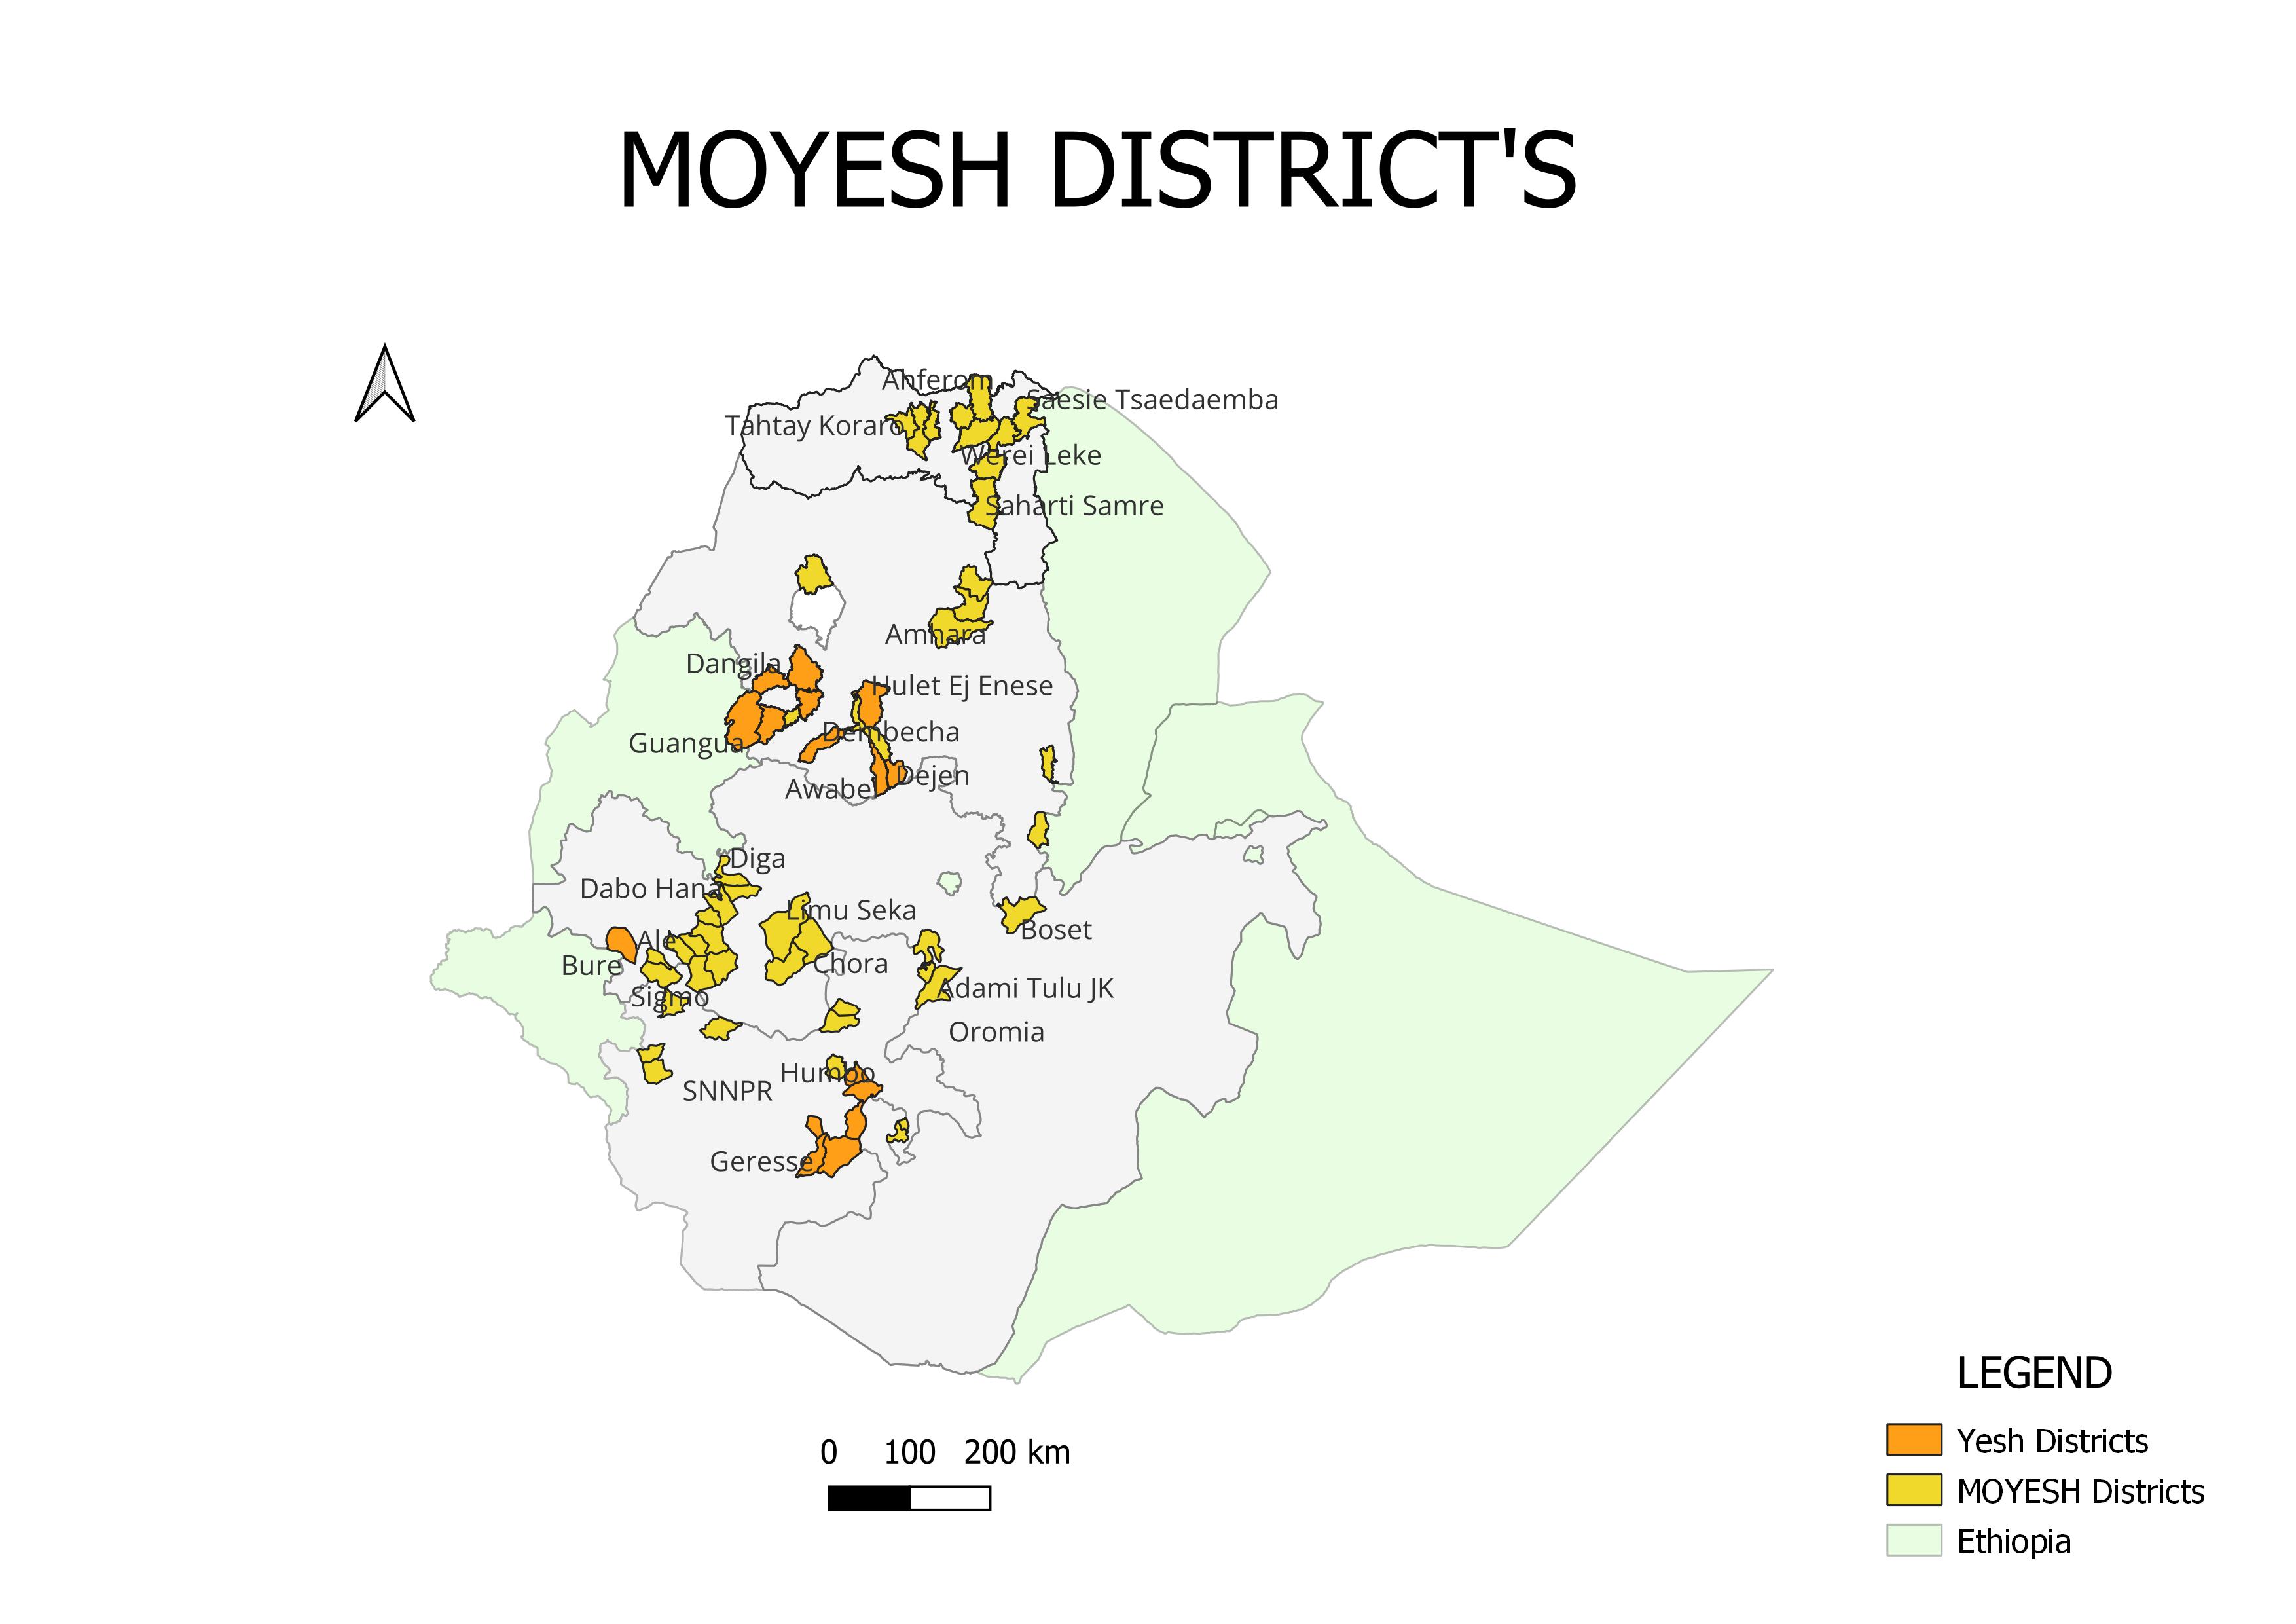 MOYESH DISTRICT'S
Ahferom
Saesie Tsaedaemba
Tahtay Koraro
Werei Leke
Saharti Samre
Amhara
Dangila
Hulet Ej Enese
Dembecha
Guangua
Dejen
Awabel
Diga
Dabo Hana
Limu Seka
Boset
Ale
Bure
Chora
Adami Tulu JK
Sigmo
Oromia
Humbo
SNNPR
Geresse
LEGEND
0 100 200 km
Yesh Districts
MOYESH Districts
Ethiopia